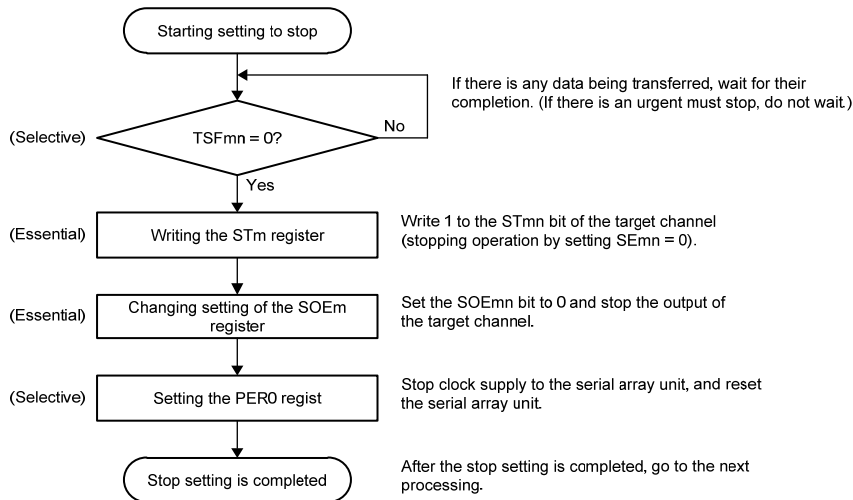 Starting setting to stop
If there is any data being transferred, wait for their
completion. (If there is an urgent must stop, do not wait.)
(Selective)
TSFmn = 0?
No
Yes
(Essential)
Writing the STm register
Write 1 to the STmn bit of the target channel
(stopping operation by setting SEmn = 0).
(Essential)
Changing setting of the SOEm
register
Set the SOEmn bit to 0 and stop the output of
the target channel.
(Selective)
Setting the PER0 regist
Stop clock supply to the serial array unit, and reset
the serial array unit.
Stop setting is completed
After the stop setting is completed, go to the next
processing.